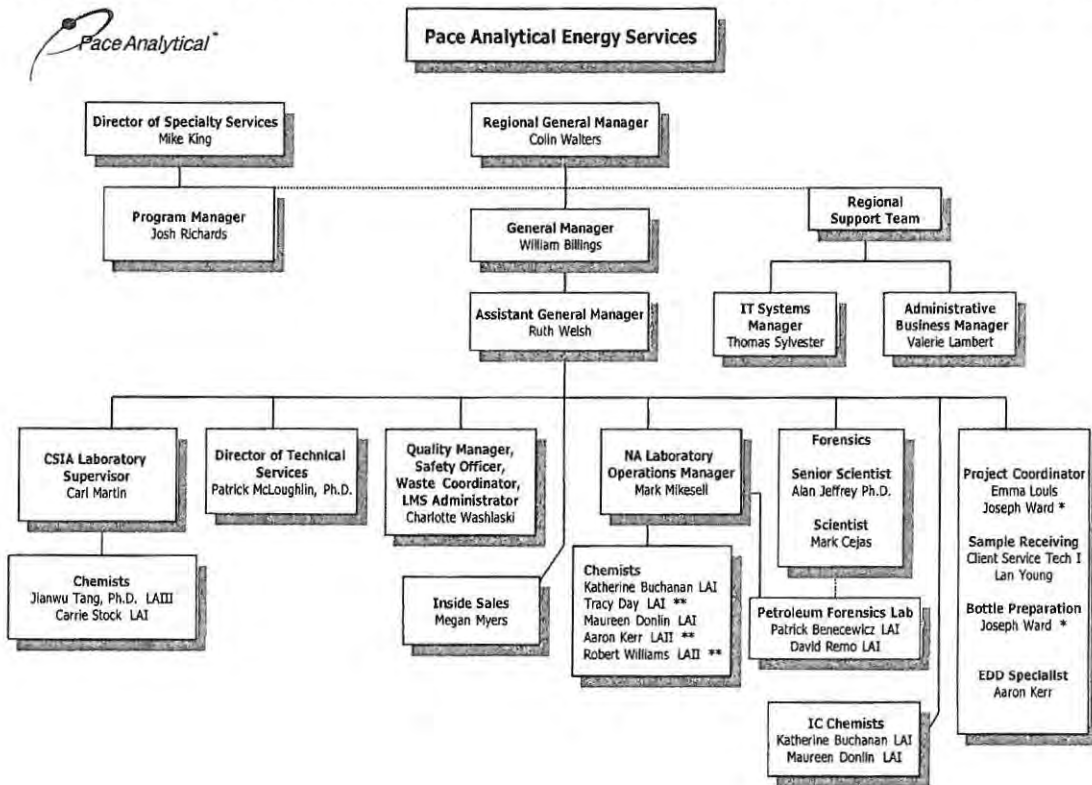 Pace Analytical
Pace Analytical Energy Services
Director of Specialty Services
Mike King
Regional General Manager
Colin Walters
Program Manager
Josh Richards
General Manager
William Billings
Regional
Support Team
Assistant General Manager
Ruth Welsh
IT Systems
Manager
Thomas Sylvester
Administrative
Business Manager
Valerie Lambert
CSIA Laboratory
Supervisor
Carl Martin
Director of Technical
Services
Patrick McLoughlin, Ph.D.
Quality Manager,
Safety Officer,
Waste Coordinator,
LMS Administrator
Charlotte Washlaski
NA Laboratory
Operations Manager
Mark Mikesell
Forensics
Senior Scientist
Alan Jeffrey Ph.D.
Scientist
Mark Cejas
Project Coordinator
Emma Louis
Joseph Ward *
Sample Receiving
Client Service Tech I
Lan Young
Bottle Preparation
Joseph Ward *
EDD Specialist
Aaron Kerr
Chemists
Jianwu Tang, Ph.D. LAIII
Carrie Stock LAI
Inside Sales
Megan Myers
Chemists
Katherine Buchanan LAI
Tracy Day LAI **
Maureen Donlin LAI
Aaron Kerr LAII **
Robert Williams LAII **
Petroleum Forensics Lab
Patrick Benecewicz LAI
David Remo LAI
IC Chemists
Katherine Buchanan LAI
Maureen Donlin LAI